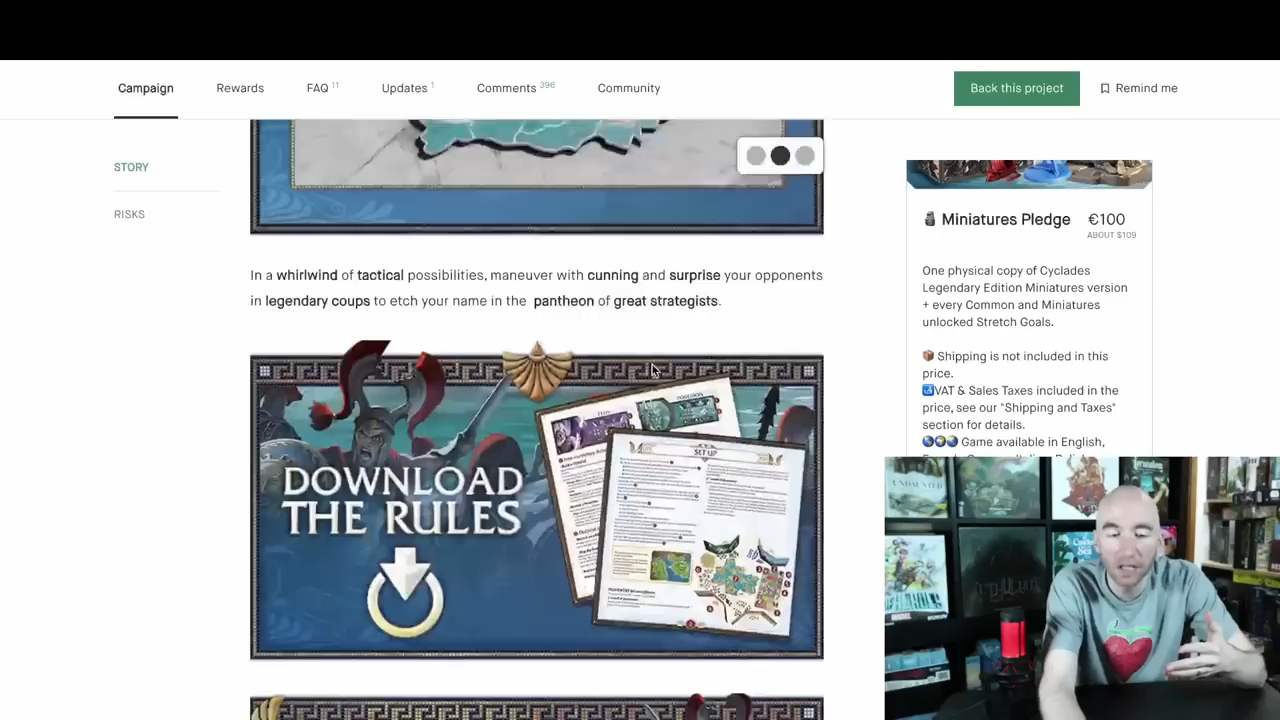 Campaign
Rewards
FAQ 11
Updates 1
Comments 396
Community
Back this project
Remind me
STORY
RISKS
In a whirlwind of tactical possibilities, maneuver with cunning and surprise your opponents
in legendary coups to etch your name in the pantheon of great strategists.
DOWNLOAD
THE RULES
SET UP
Miniatures Pledge
€100
ABOUT $109
One physical copy of Cyclades
Legendary Edition Miniatures version
+ every Common and Miniatures
unlocked Stretch Goals.
Shipping is not included in this
price.
VAT & Sales Taxes included in the
price, see our "Shipping and Taxes"
section for details.
Game available in English,